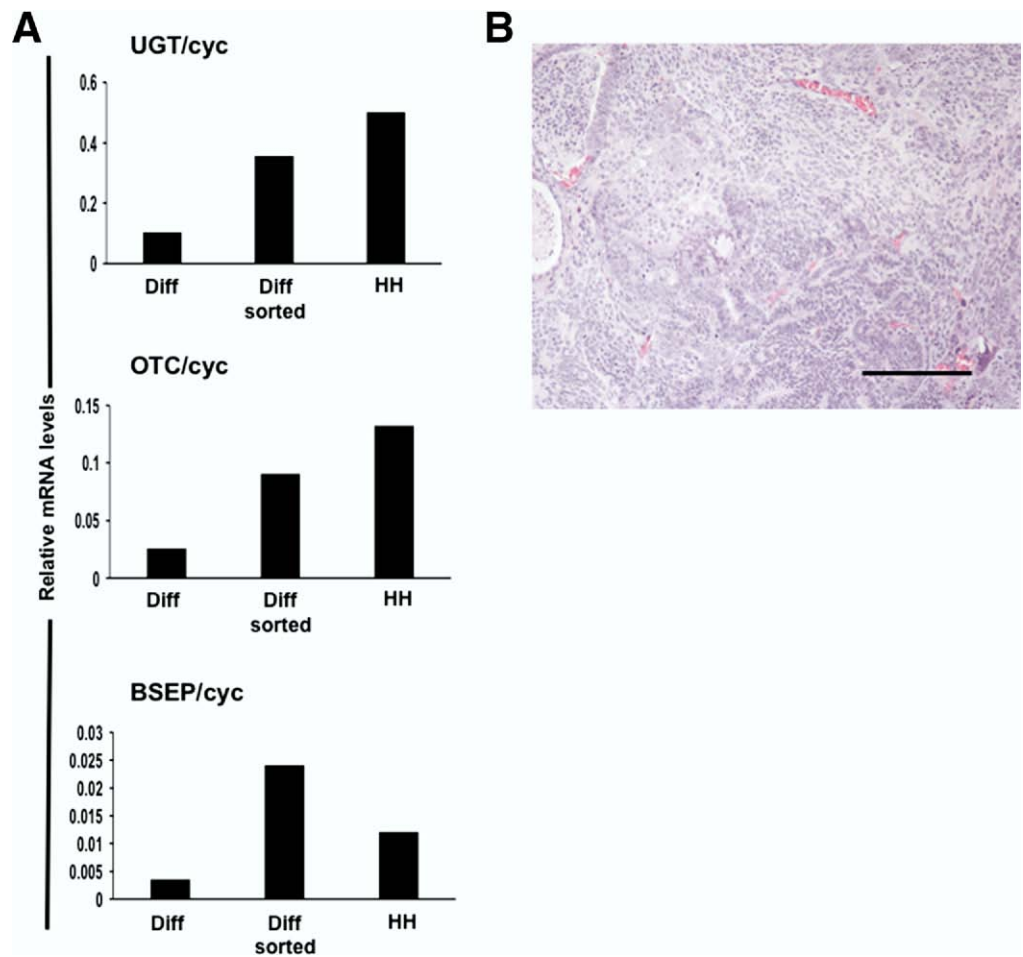 A
B
UGT/cyc
0.6
0.4
0.2
0
Diff
Diff
sorted
HH
OTC/cyc
0.15
0.1
0.05
0
Diff
Diff
sorted
HH
BSEP/cyc
0.03
0.025
0.02
0.015
0.01
0.005
0
Diff
Diff
sorted
HH
Relative mRNA levels